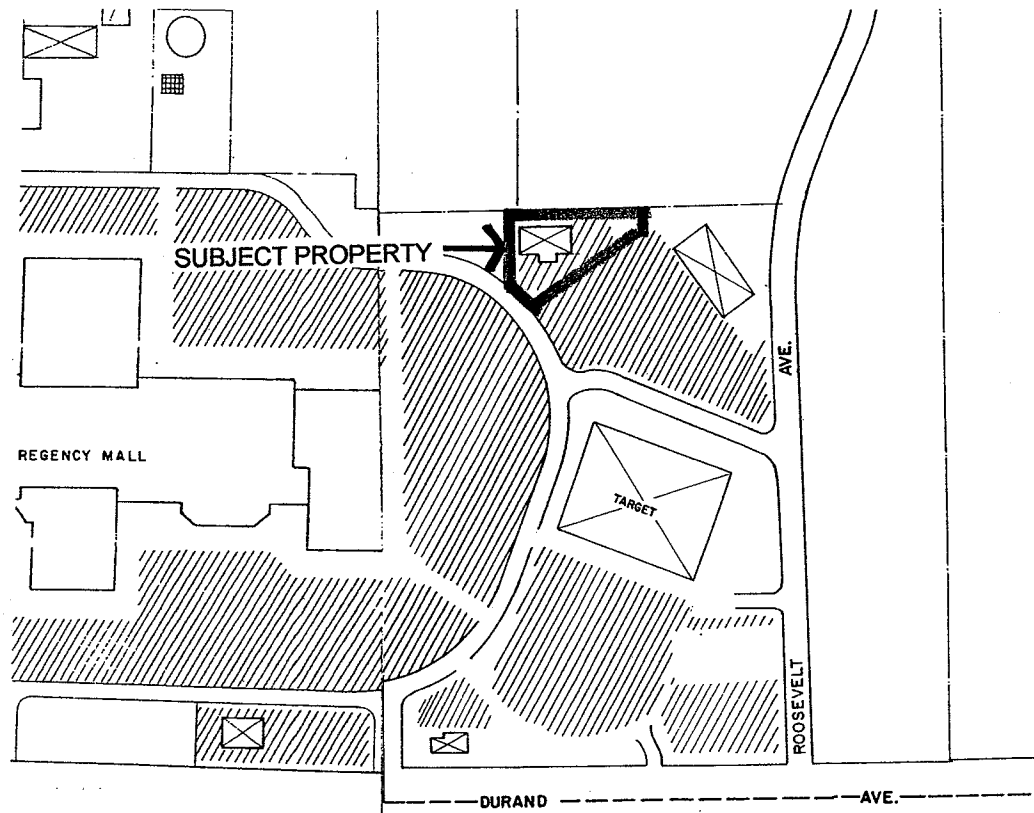 SUBJECT PROPERTY
AVE.
REGENCY MALL
TARGET
ROOSEVELT
DURAND AVE.